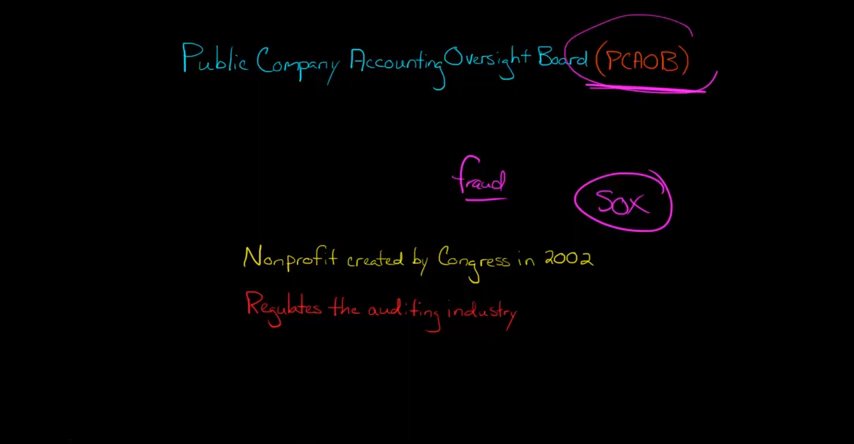 Public Company Accounting Oversight Board (PCAOB)
fraud
SOX
Nonprofit created by Congress in 2002
Regulates the auditing industry